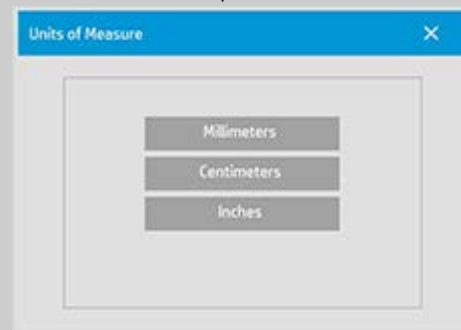 Units of Measure
Millimeters
Centimeters
Inches